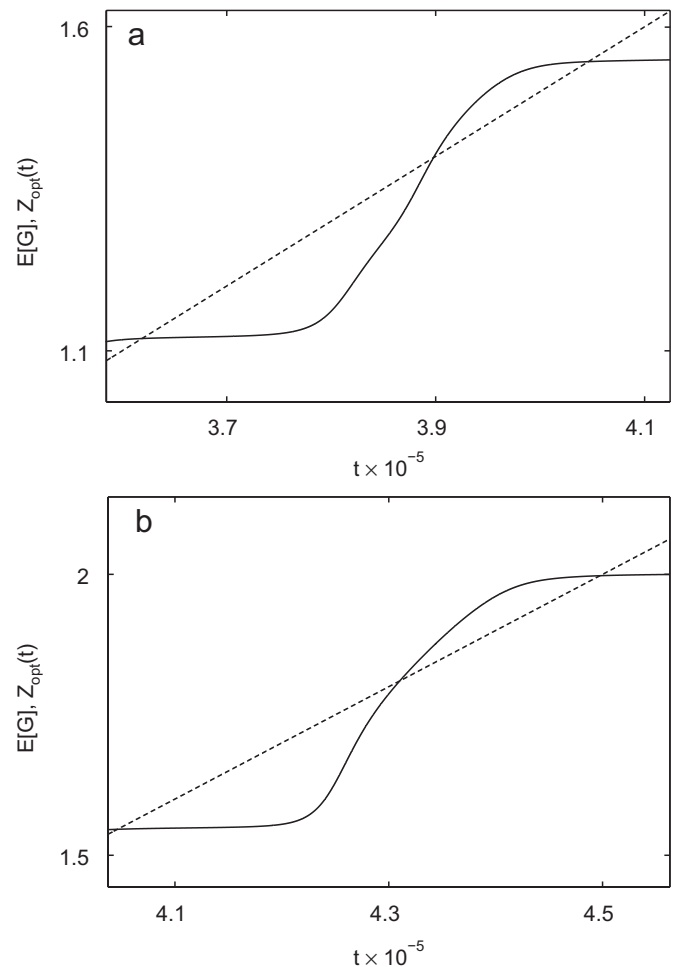 a
1.6
E[G], Z_opt(t)
1.1
3.7 3.9 4.1
t × 10⁻⁵
b
2
E[G], Z_opt(t)
1.5
4.1 4.3 4.5
t × 10⁻⁵